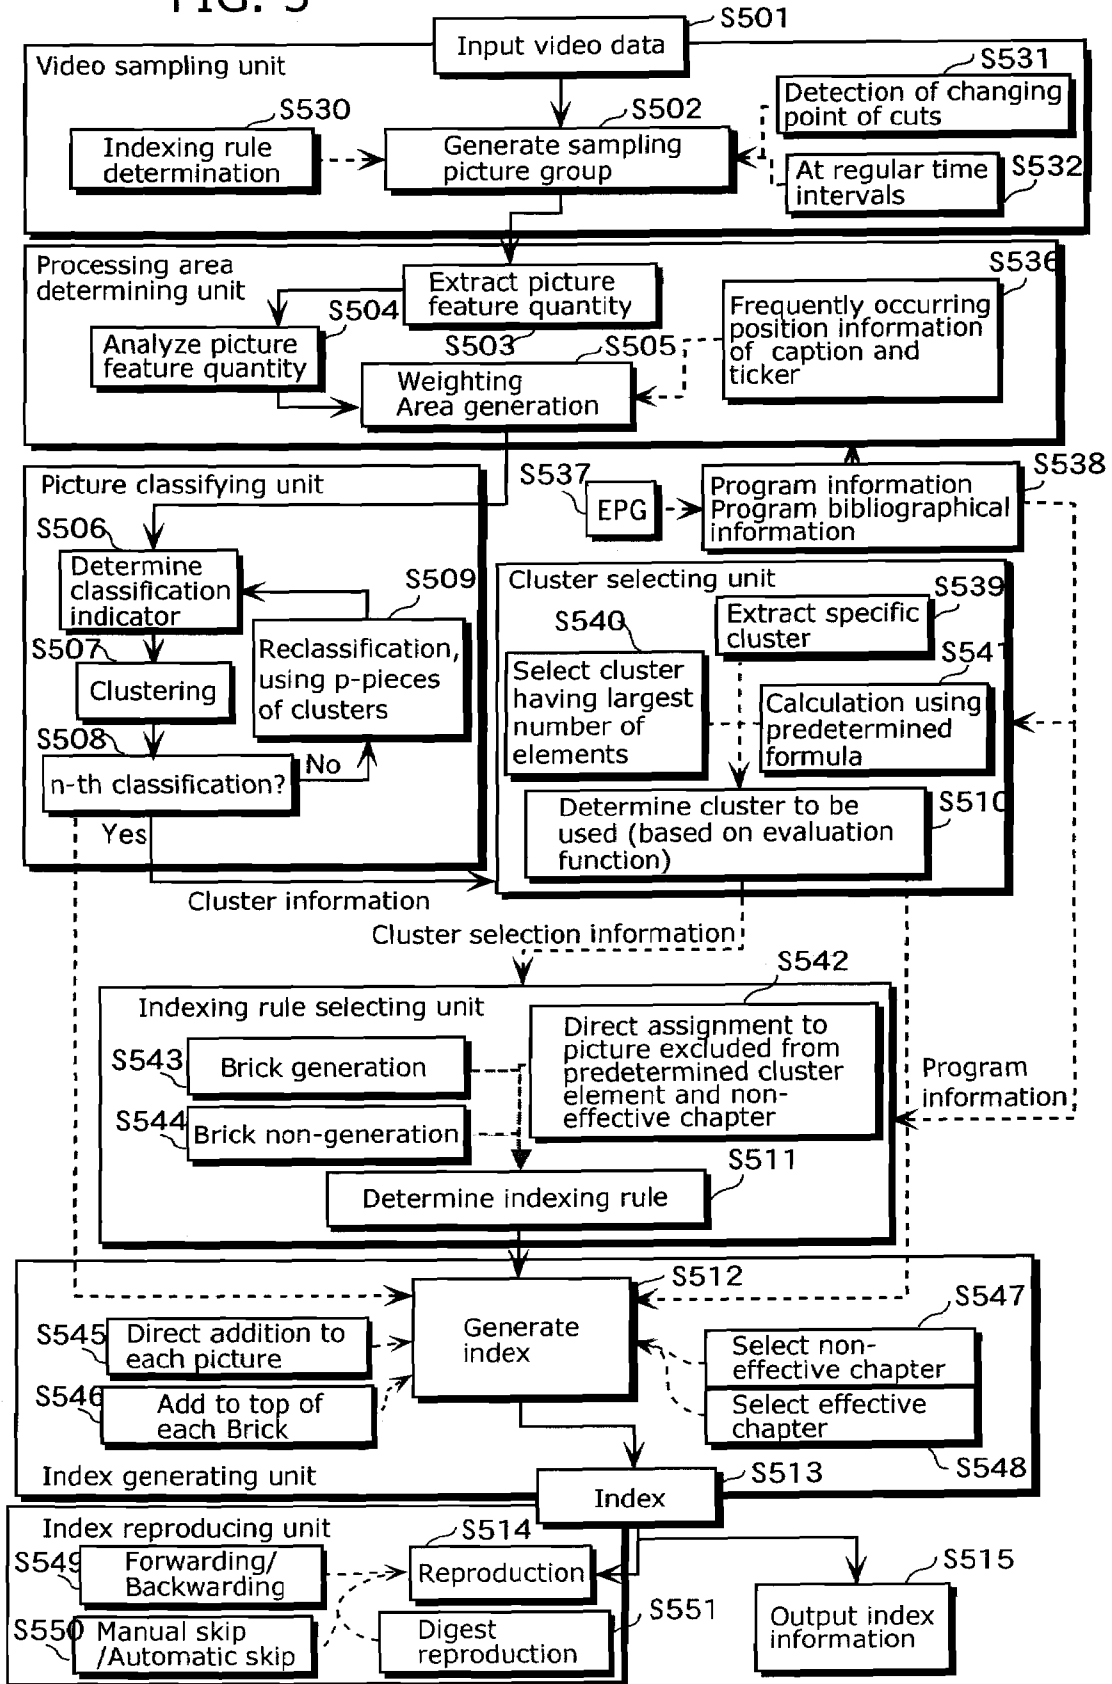 FIG. 5
S501
Input video data
Video sampling unit
S531
Detection of changing
point of cuts
S530
S502
Indexing rule
determination
Generate sampling
picture group
At regular time
intervals
S532
Processing area
determining unit
Extract picture
feature quantity
S536
S504
S503
S505
Frequently occurring
position information
of caption and
ticker
Analyze picture
feature quantity
Weighting
Area generation
Picture classifying unit
S537
EPG
S538
Program information
Program bibliographical
information
S506
Determine
classification
indicator
S509
Cluster selecting unit
S539
Extract specific
cluster
S540
S507
Clustering
Reclassification,
using p-pieces
of clusters
Select cluster
having largest
number of
elements
S541
Calculation using
predetermined
formula
S508
n-th classification?
No
Yes
Determine cluster to be
used (based on evaluation
function)
S510
Cluster information
Cluster selection information
S542
Indexing rule selecting unit
Direct assignment to
picture excluded from
predetermined cluster
element and non-
effective chapter
S543
Brick generation
S544
Brick non-generation
Program
information
S511
Determine indexing rule
S512
Generate
index
S547
S545
Direct addition to
each picture
Select non-
effective chapter
S546
Add to top of
each Brick
Select effective
chapter
S548
Index generating unit
S513
Index
Index reproducing unit
S514
Reproduction
S549
Forwarding/
Backwarding
S515
Output index
information
S550
Manual skip
/Automatic skip
S551
Digest
reproduction